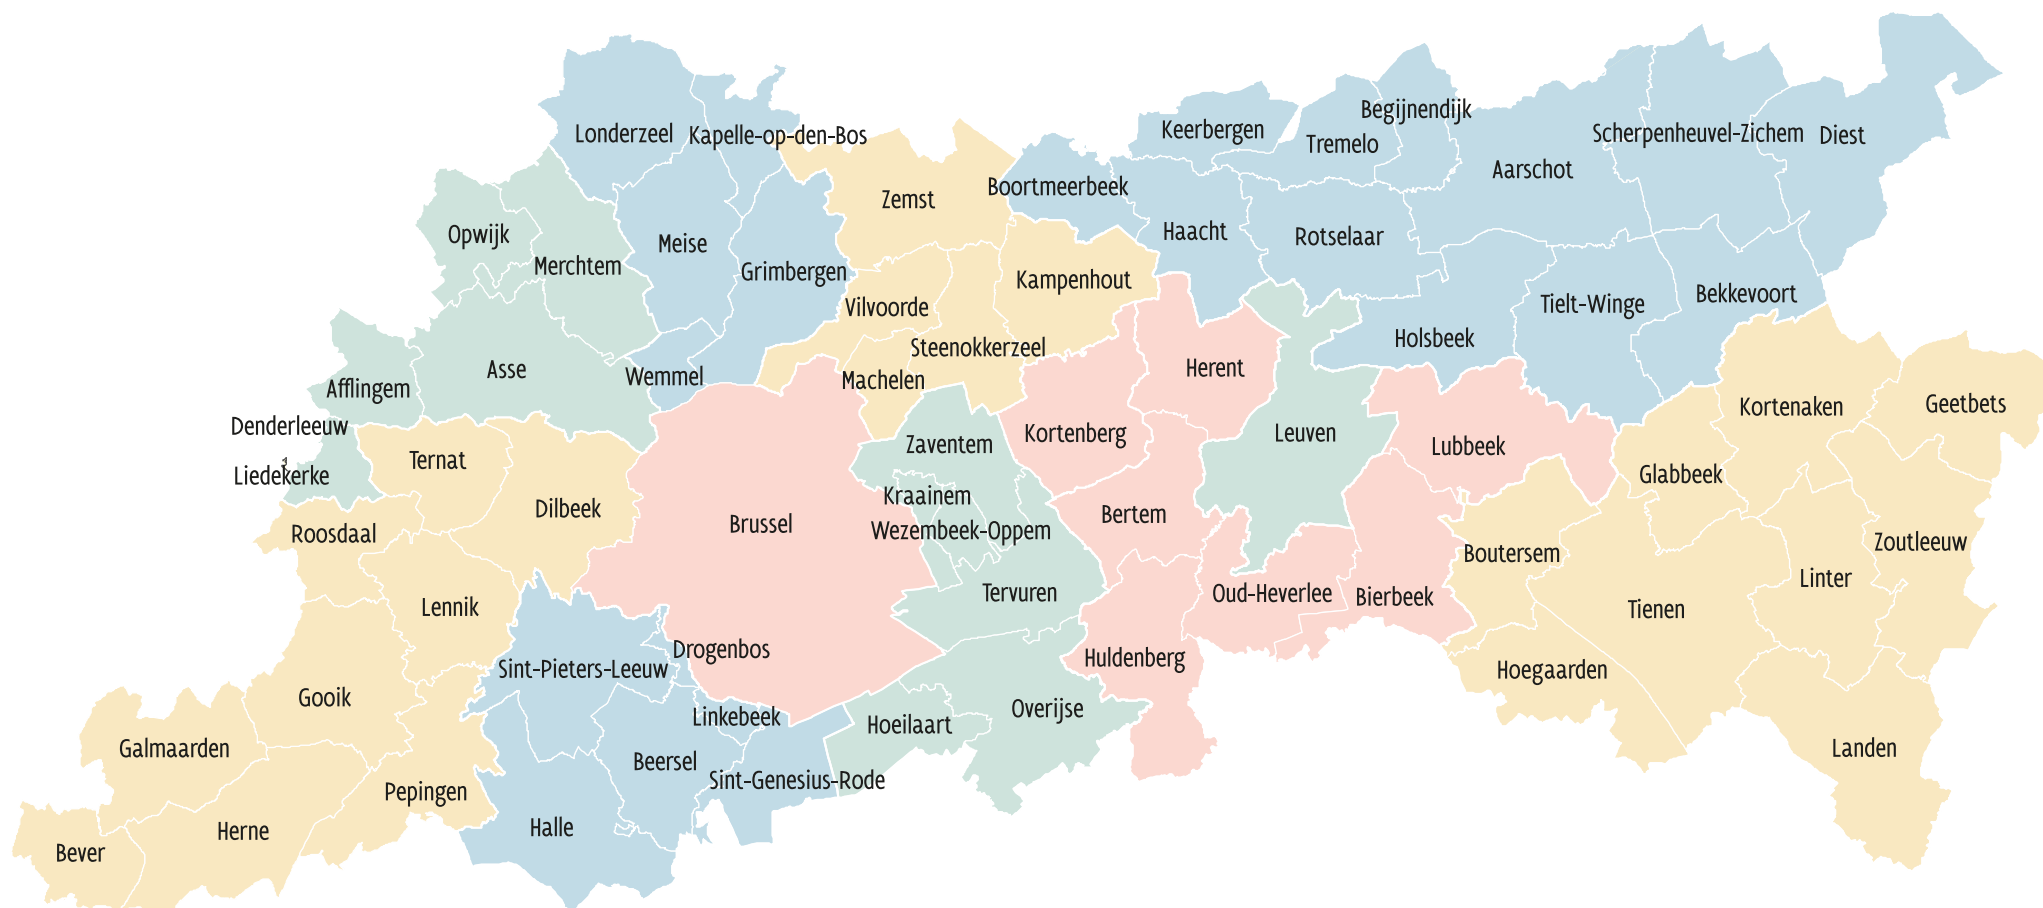 Begijnendijk
Keerbergen
Londerzeel
Kapelle-op-den-Bos
Scherpenheuvel-Zichem
Diest
Tremelo
Aarschot
Boortmeerbeek
Zemst
Opwijk
Haacht
Rotselaar
Meise
Merchtem
Grimbergen
Kampenhout
Bekkevoort
Tielt-Winge
Vilvoorde
Holsbeek
Steenokkerzeel
Asse
Herent
Wemmel
Machelen
Afflingem
Geetbets
Kortenaken
Denderleeuw
Kortenberg
Leuven
Zaventem
Lubbeek
Ternat
1
Liedekerke
Glabbeek
Kraainem
Dilbeek
Bertem
Brussel
Wezembeek-Oppem
Roosdaal
Zoutleeuw
Boutersem
Linter
Tervuren
Oud-Heverlee
Bierbeek
Lennik
Tienen
Drogenbos
Huldenberg
Sint-Pieters-Leeuw
Hoegaarden
Gooik
Overijse
Linkebeek
Hoeilaart
Galmaarden
Landen
Beersel
Sint-Genesius-Rode
Pepingen
Halle
Herne
Bever